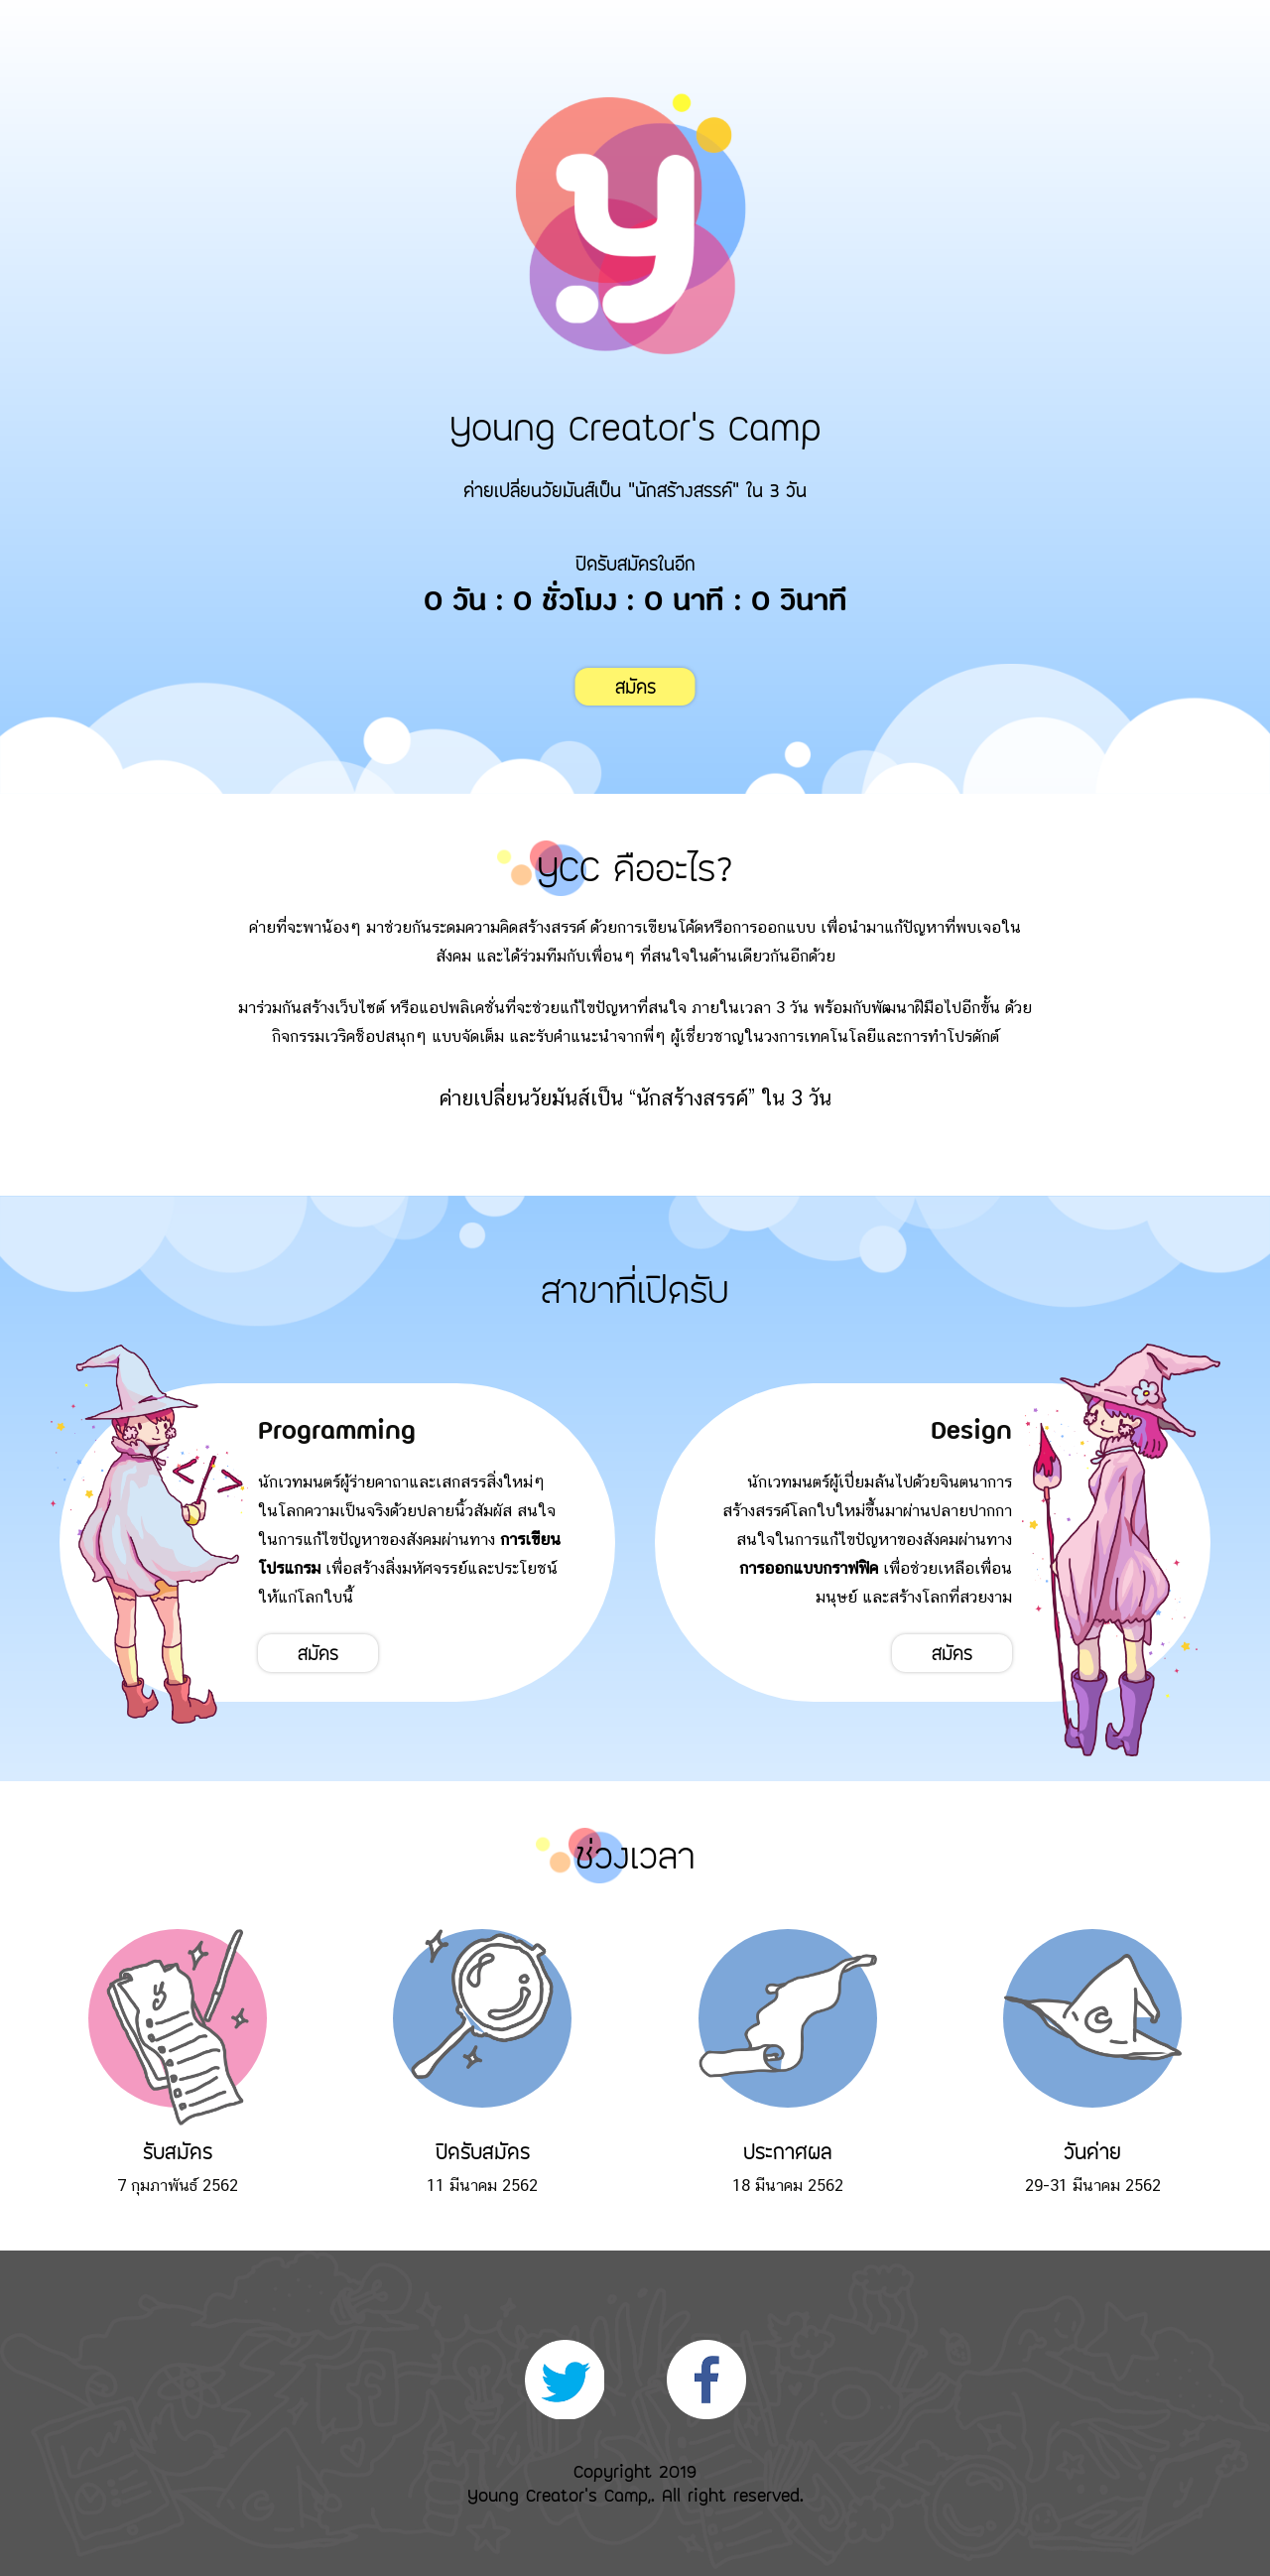 y
Young Creator's Camp
ค่ายเปลี่ยนวัยมันส์เป็น "นักสร้างสรรค์" ใน 3 วัน
ปิดรับสมัครในอีก
0 วัน : 0 ชั่วโมง : 0 นาที : 0 วินาที
สมัคร
YCC คืออะไร?
ค่ายที่จะพาน้องๆ มาช่วยกันระดมความคิดสร้างสรรค์ ด้วยการเขียนโค้ดหรือการออกแบบ เพื่อนำมาแก้ปัญหาที่พบเจอใน
สังคม และได้ร่วมทีมกับเพื่อนๆ ที่สนใจในด้านเดียวกันอีกด้วย
มาร่วมกันสร้างเว็บไซต์ หรือแอปพลิเคชั่นที่จะช่วยแก้ไขปัญหาที่สนใจ ภายในเวลา 3 วัน พร้อมกับพัฒนาฝีมือไปอีกขั้น ด้วย
กิจกรรมเวริคช็อปสนุกๆ แบบจัดเต็ม และรับคำแนะนำจากพี่ๆ ผู้เชี่ยวชาญในวงการเทคโนโลยีและการทำโปรดักต์
ค่ายเปลี่ยนวัยมันส์เป็น “นักสร้างสรรค์” ใน 3 วัน
สาขาที่เปิดรับ
Programming
นักเวทมนตร์ผู้ร่ายคาถาและเสกสรรสิ่งใหม่ๆ
ในโลกความเป็นจริงด้วยปลายนิ้วสัมผัส สนใจ
ในการแก้ไขปัญหาของสังคมผ่านทาง การเขียน
โปรแกรม เพื่อสร้างสิ่งมหัศจรรย์และประโยชน์
ให้แก่โลกใบนี้
สมัคร
Design
นักเวทมนตร์ผู้เปี่ยมล้นไปด้วยจินตนาการ
สร้างสรรค์โลกใบใหม่ขึ้นมาผ่านปลายปากกา
สนใจในการแก้ไขปัญหาของสังคมผ่านทาง
การออกแบบกราฟฟิค เพื่อช่วยเหลือเพื่อน
มนุษย์ และสร้างโลกที่สวยงาม
สมัคร
ช่วงเวลา
รับสมัคร
7 กุมภาพันธ์ 2562
ปิดรับสมัคร
11 มีนาคม 2562
ประกาศผล
18 มีนาคม 2562
วันค่าย
29-31 มีนาคม 2562
Copyright 2019
Young Creator's Camp,. All right reserved.